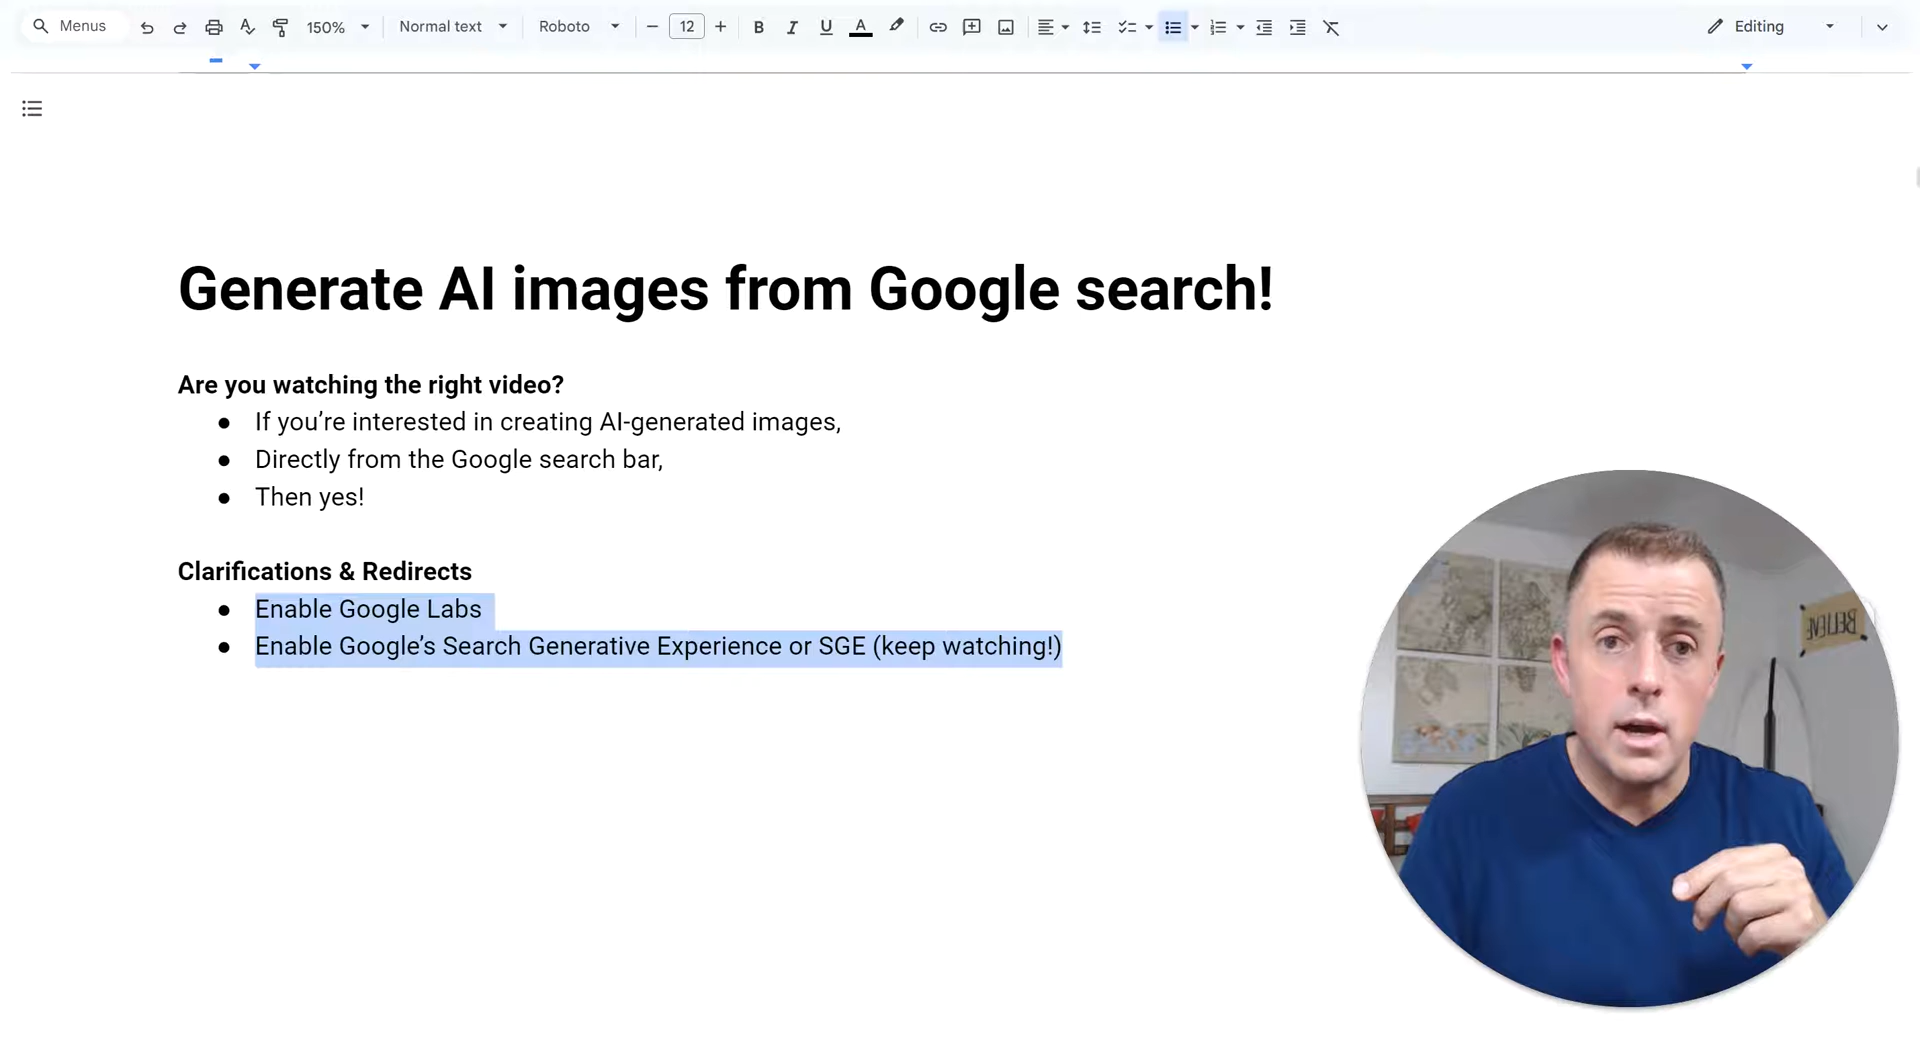 Menus 150% Normal text Roboto 12 B I U A Editing
Generate AI images from Google search!
Are you watching the right video?
● If you’re interested in creating AI-generated images,
● Directly from the Google search bar,
● Then yes!
Clarifications & Redirects
● Enable Google Labs
● Enable Google’s Search Generative Experience or SGE (keep watching!)
BELIEVE